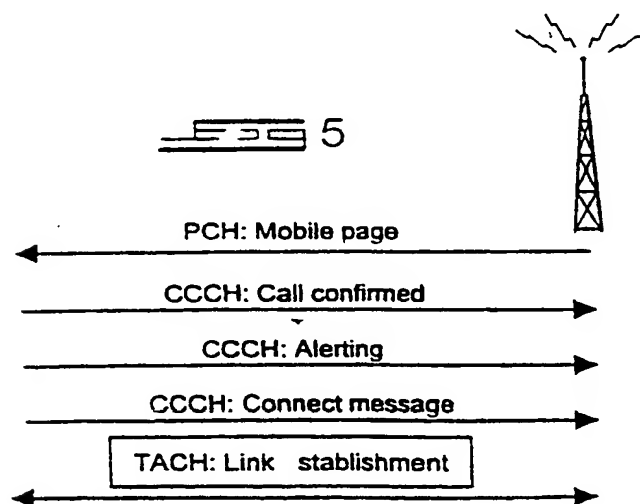 5
PCH: Mobile page
CCCH: Call confirmed
CCCH: Alerting
CCCH: Connect message
TACH: Link stablishment